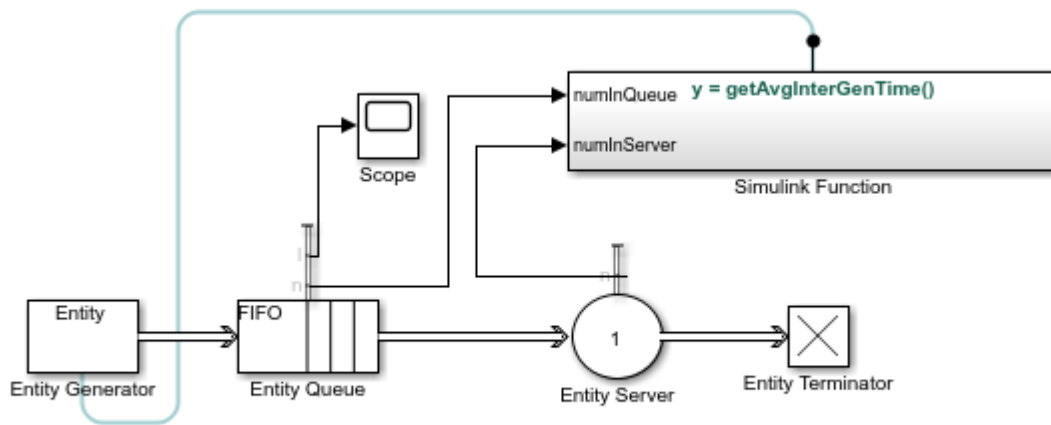 numInQueue
y = getAvgInterGenTime()
numInServer
Simulink Function
Scope
l
n
n
Entity
FIFO
1
Entity Generator
Entity Queue
Entity Server
Entity Terminator